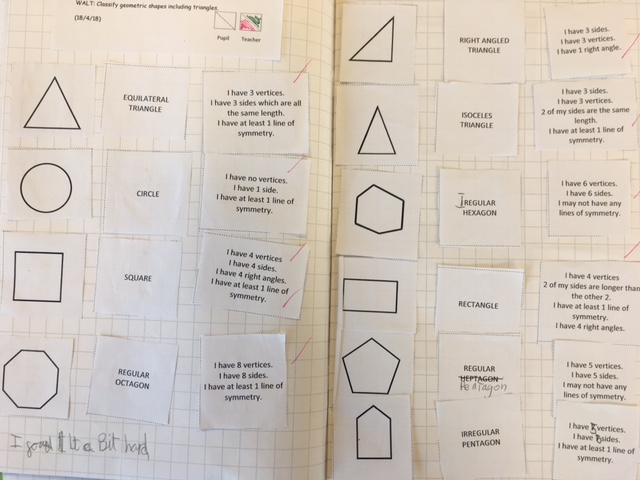 WALT: Classify geometric shapes including triangles.
(18/4/18)
Pupil
Teacher
EQUILATERAL
TRIANGLE
I have 3 vertices.
I have 3 sides which are all
the same length.
I have at least 1 line of
symmetry.
CIRCLE
I have no vertices.
I have 1 side.
I have at least 1 line of
symmetry.
SQUARE
I have 4 vertices
I have 4 sides.
I have 4 right angles.
I have at least 1 line of
symmetry.
REGULAR
OCTAGON
I have 8 vertices.
I have 8 sides.
I have at least 1 line of
symmetry.
I a Bit hard
RIGHT ANGLED
TRIANGLE
I have 3 sides.
I have 3 vertices.
I have 1 right angle.
ISOCELES
TRIANGLE
I have 3 sides.
I have 3 vertices.
2 of my sides are the same
length.
I have at least 1 line of
symmetry.
IRREGULAR
HEXAGON
I have 6 vertices.
I have 6 sides.
I may not have any
lines of symmetry.
RECTANGLE
I have 4 vertices
2 of my sides are longer than
the other 2.
I have at least 1 line of
symmetry.
I have 4 right angles.
REGULAR
HEPTAGON
Pentagon
I have 5 vertices.
I have 5 sides.
I may not have any
lines of symmetry.
IRREGULAR
PENTAGON
I have 5 vertices.
I have sides.
I have at least 1 line of
symmetry.